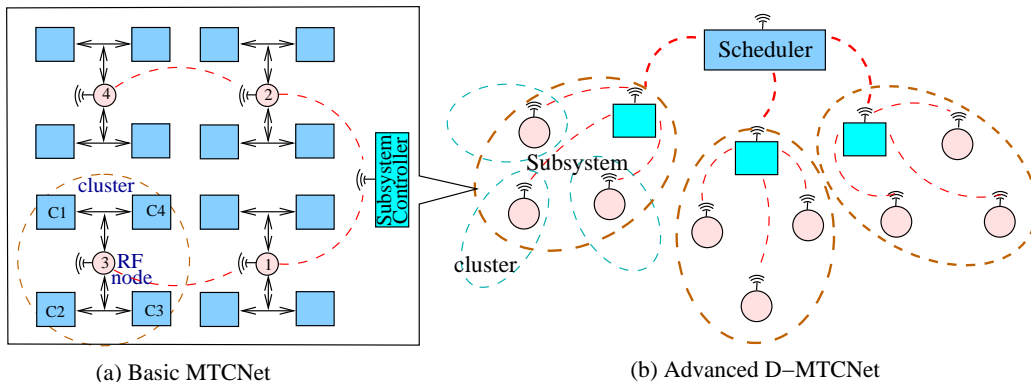 Scheduler
4
2
Subsystem
Controller
Subsystem
cluster
C1
C4
3
RF
node
1
cluster
C2
C3
(a) Basic MTCNet
(b) Advanced D−MTCNet